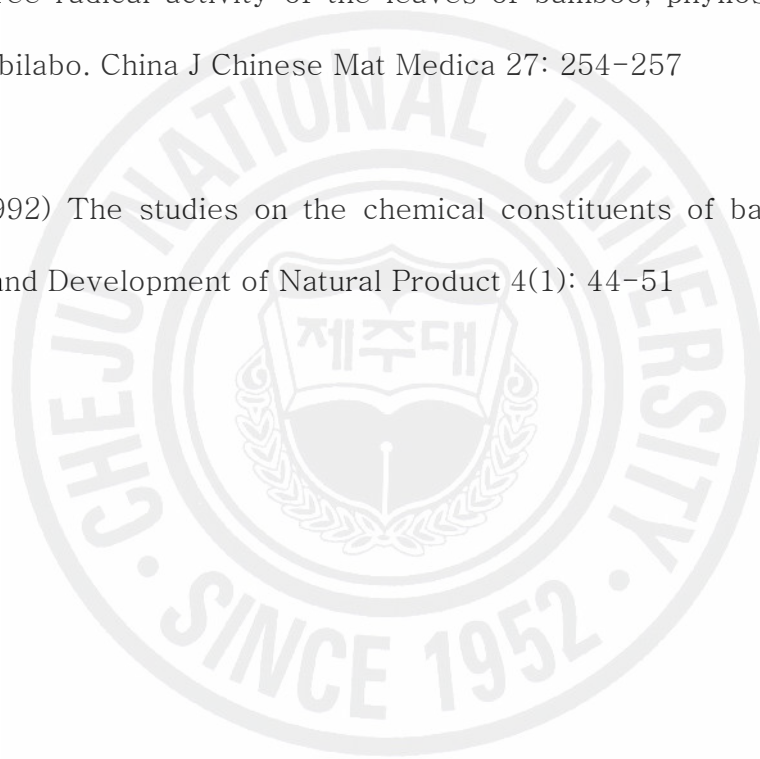 free radical activity of the leaves of bamboo, phyllos
bilabo. China J Chinese Mat Medica 27: 254-257
992) The studies on the chemical constituents of ba
and Development of Natural Product 4(1): 44-51
CHEJU NATIONAL UNIVERSITY
제주대
· SINCE 1952 ·